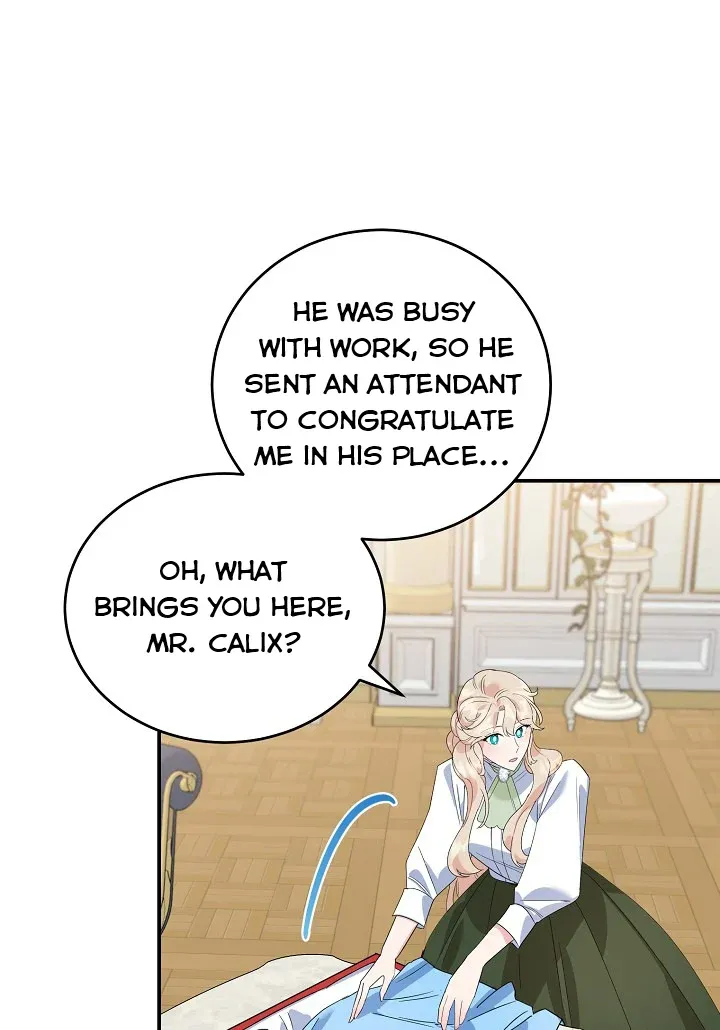 HE WAS BUSY
WITH WORK, SO HE
SENT AN ATTENDANT
TO CONGRATULATE
ME IN HIS PLACE...
OH, WHAT
BRINGS YOU HERE,
MR. CALIX?